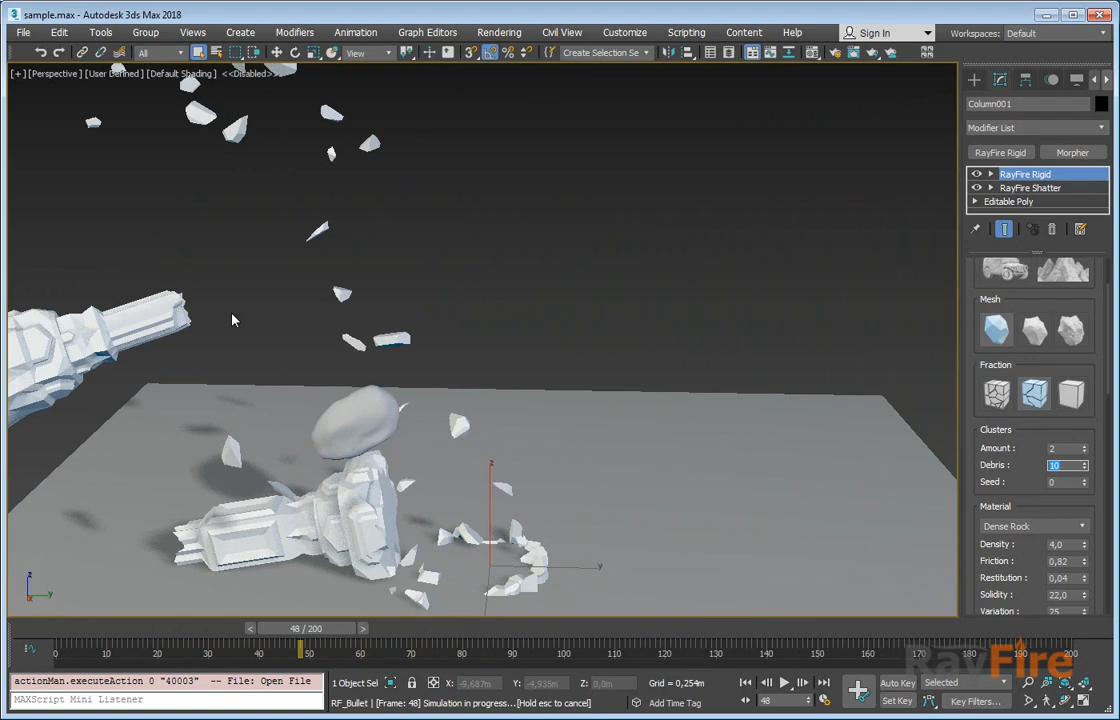 sample.max - Autodesk 3ds Max 2018
File Edit Tools Group Views Create Modifiers Animation Graph Editors Rendering Civil View Customize Scripting Content Help Sign In Workspaces: Default
All View Create Selection Se
[+] [Perspective] [User Defined] [Default Shading] <<Disabled>>
Column001
Modifier List
RayFire Rigid Morpher
RayFire Rigid
RayFire Shatter
Editable Poly
Mesh
Fraction
Clusters
Amount : 2
Debris : 10
Seed : 0
Material
Dense Rock
Density : 4,0
Friction : 0,82
Restitution : 0,04
Solidity : 22,0
Variation : 25
z
y
z
y
x
< 48 / 200 >
0 10 20 30 40 50 60 70 80 90 100 110 120 130 140 150 160 170 180 190 200
RayFire
actionMan.executeAction 0 "40003" -- File: Open File
MAXScript Mini Listener
1 Object Sel X: -9,687m Y: -4,935m Z: 0,0m Grid = 0,254m
RF_Bullet | [Frame: 48] Simulation in progress...(Hold esc to cancel) Add Time Tag
48
Auto Key Selected
Set Key Key Filters...